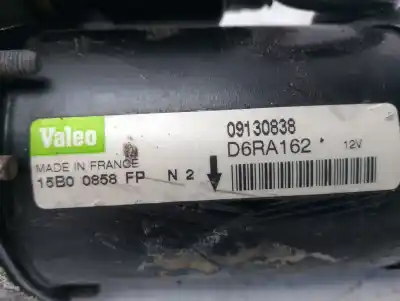 Valeo
09130838
D6RA162 12V
MADE IN FRANCE
15B0 0858 FP N 2